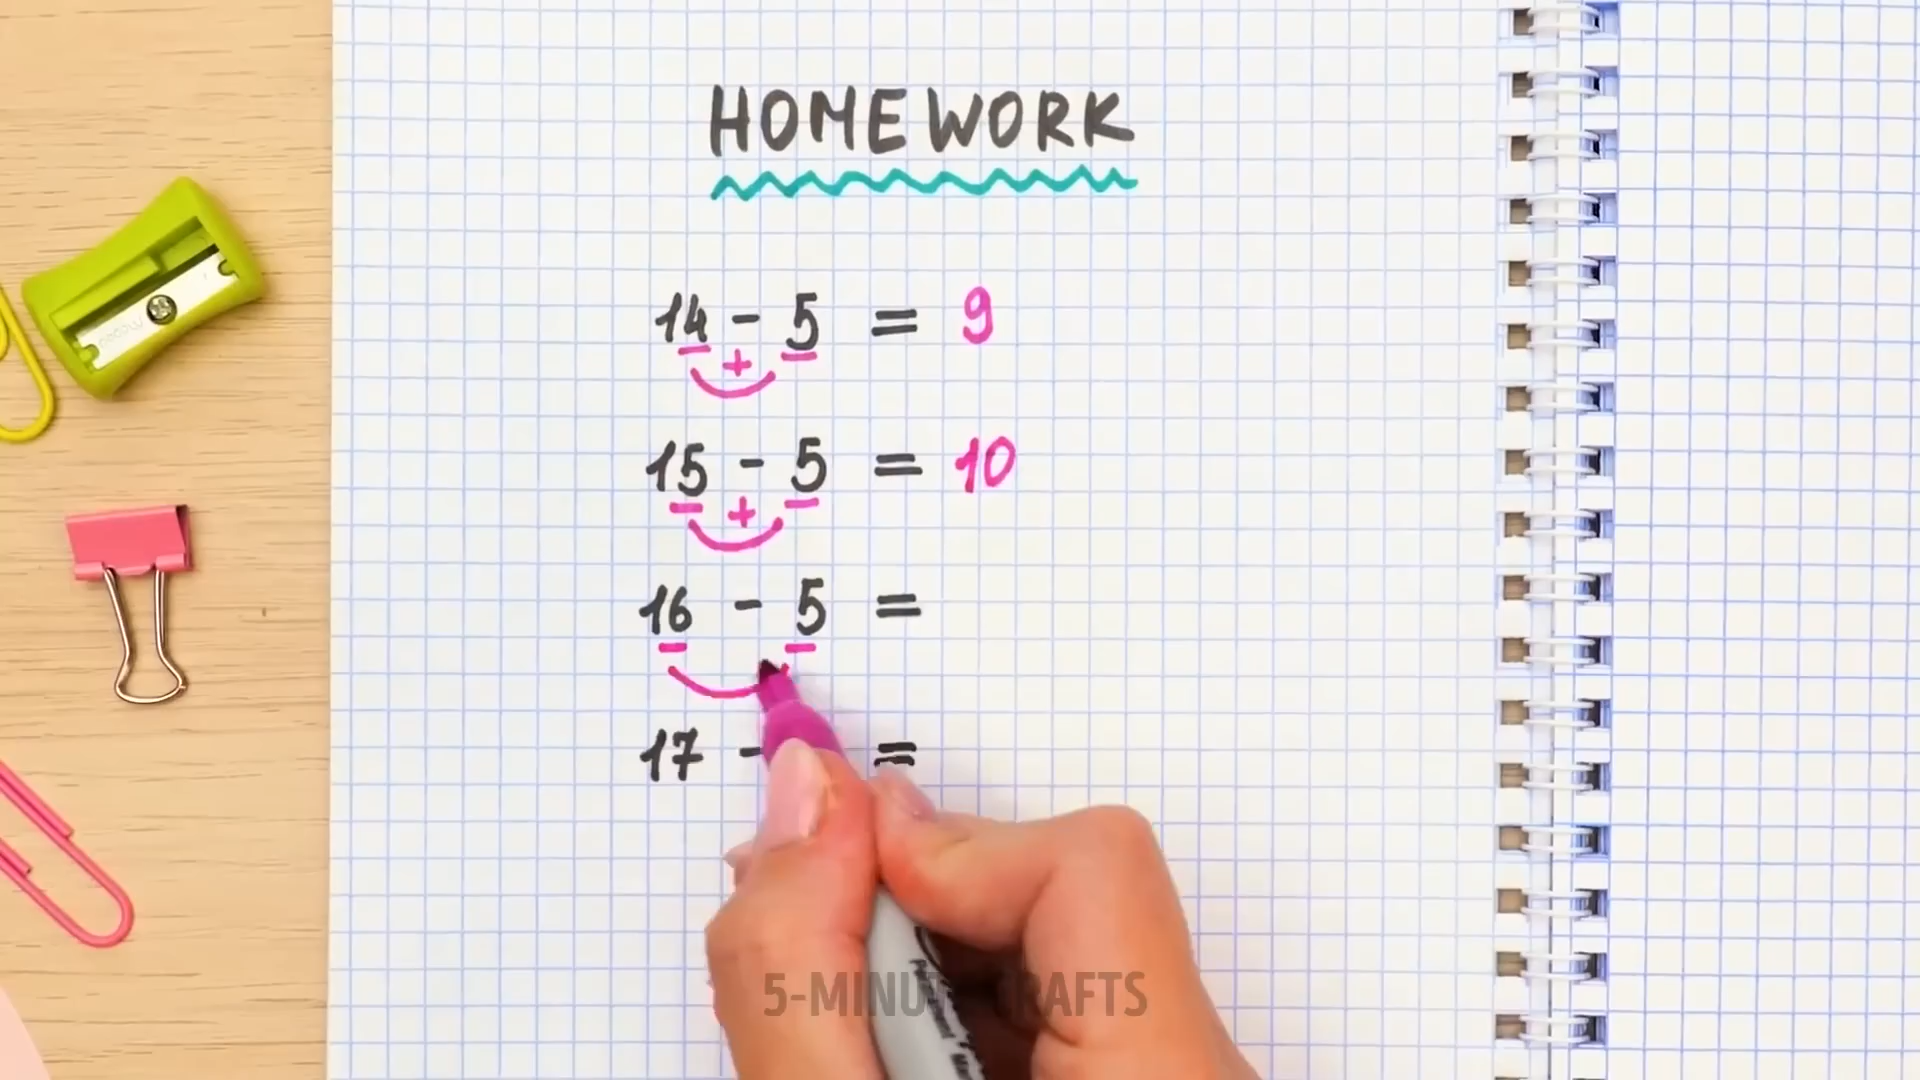 HOMEWORK
14 - 5 = 9
+
15 - 5 = 10
+
16 - 5 =
17 - =
5-MINUTE CRAFTS